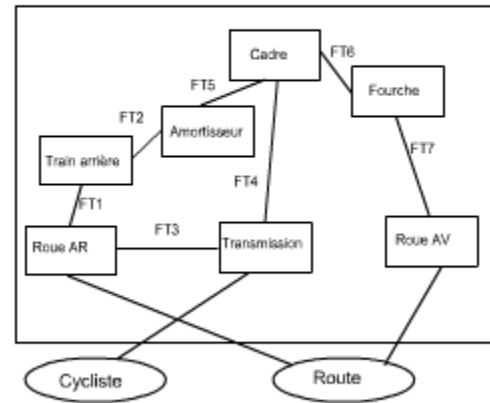 Cadre
FT6
Fourche
FT5
FT2
Amortisseur
FT7
Train arrière
FT4
FT1
FT3
Roue AR
Transmission
Roue AV
Cycliste
Route